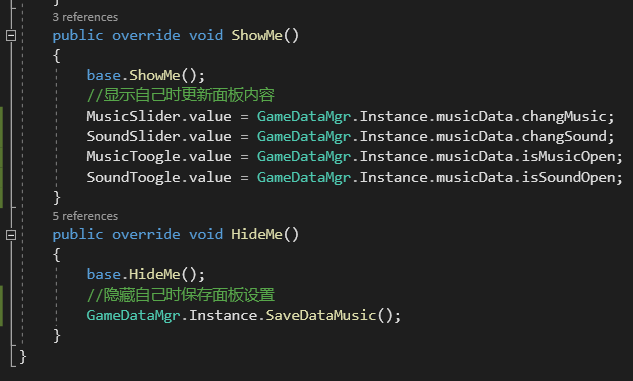 }
3 references
public override void ShowMe()
{
base.ShowMe();
//显示自己时更新面板内容
MusicSlider.value = GameDataMgr.Instance.musicData.changMusic;
SoundSlider.value = GameDataMgr.Instance.musicData.changSound;
MusicToogle.value = GameDataMgr.Instance.musicData.isMusicOpen;
SoundToogle.value = GameDataMgr.Instance.musicData.isSoundOpen;
}
5 references
public override void HideMe()
{
base.HideMe();
//隐藏自己时保存面板设置
GameDataMgr.Instance.SaveDataMusic();
}
}